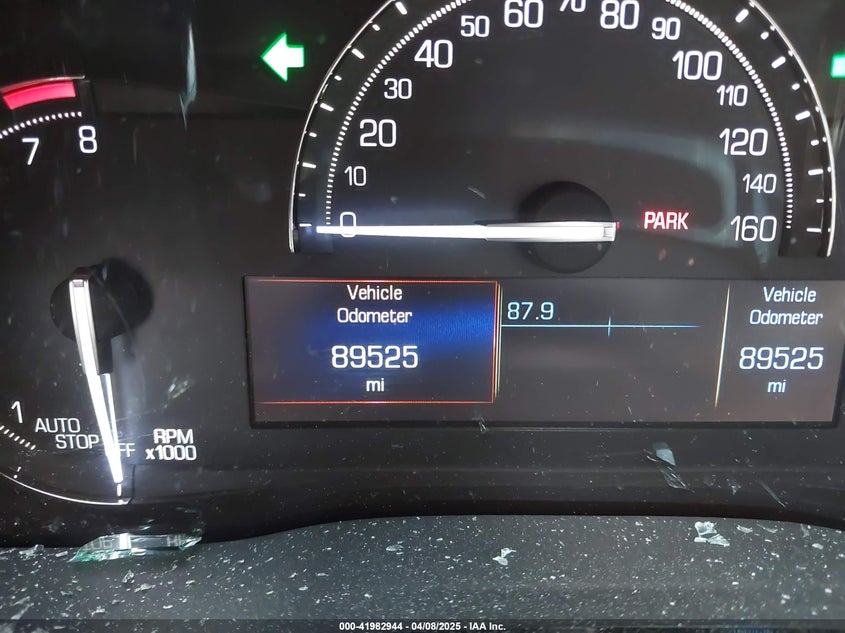 60 70 80
50 90
40 100
30 110
7 8
20 120
10 140
0 PARK 160
Vehicle
Odometer
89525
mi
87.9
Vehicle
Odometer
89525
mi
1
AUTO
STOP OFF
RPM
x1000
000-41982944 - 04/08/2025 - IAA Inc.